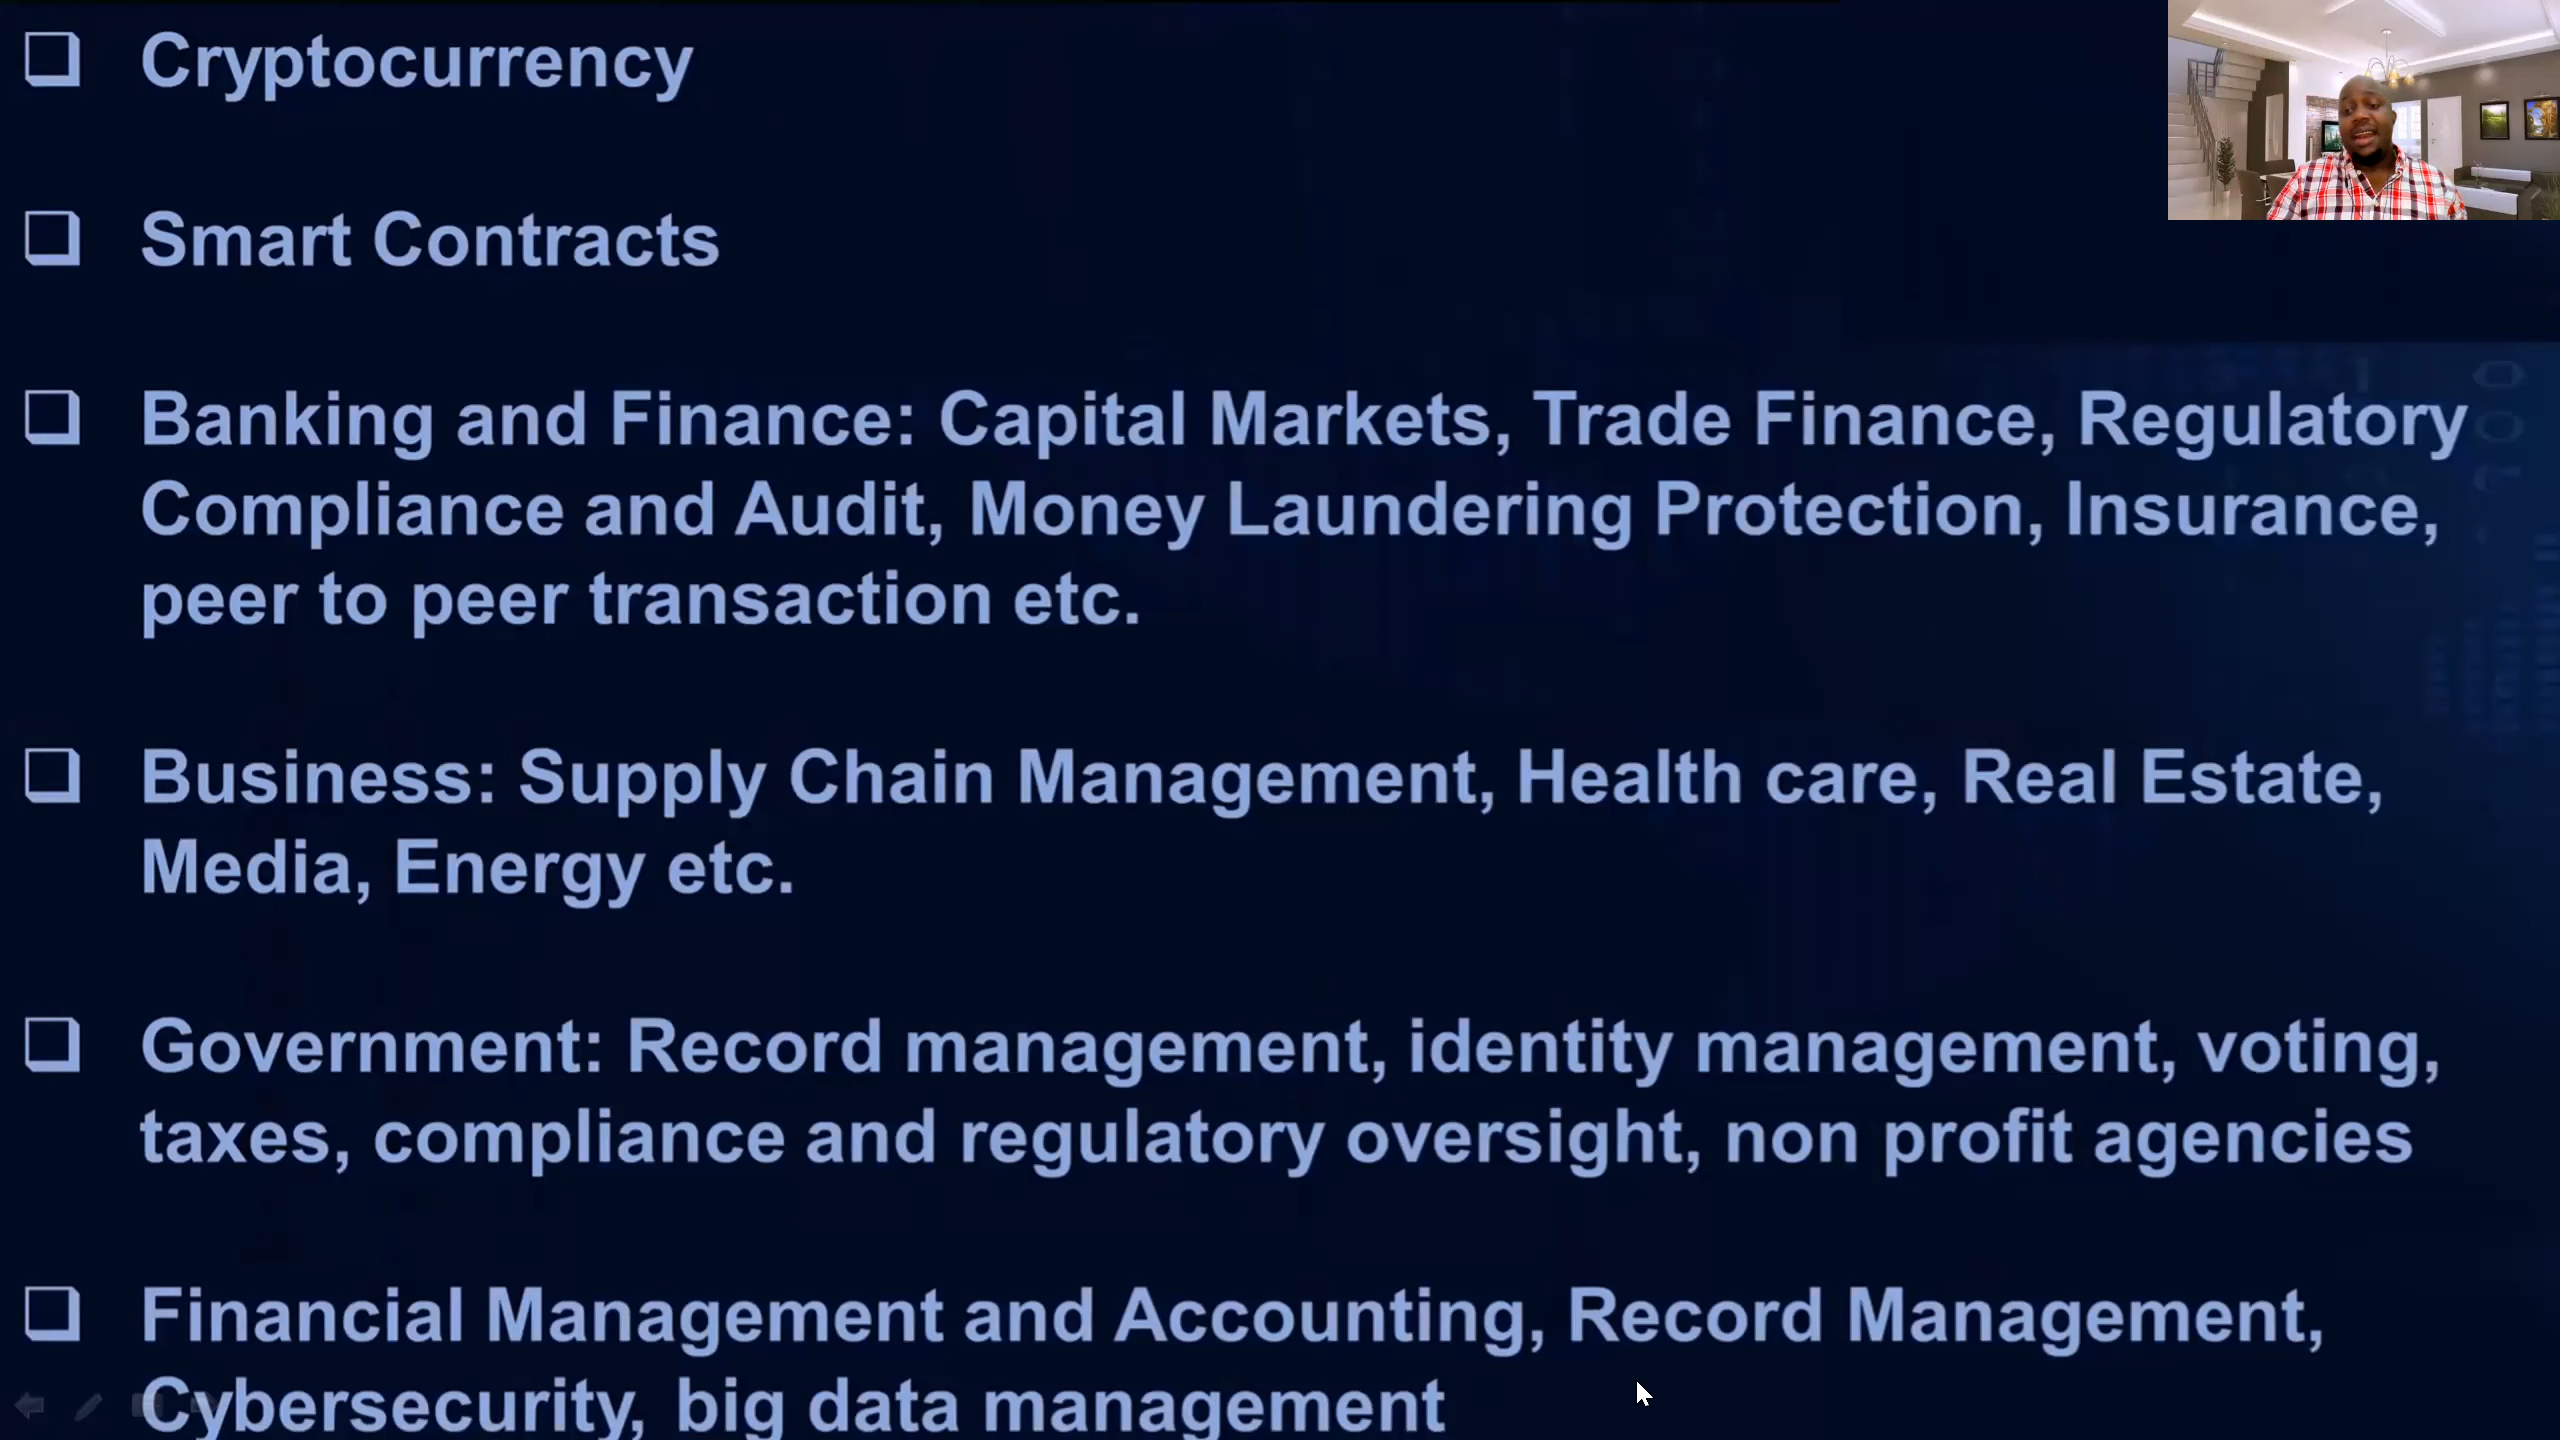 Cryptocurrency
Smart Contracts
Banking and Finance: Capital Markets, Trade Finance, Regulatory
Compliance and Audit, Money Laundering Protection, Insurance,
peer to peer transaction etc.
Business: Supply Chain Management, Health care, Real Estate,
Media, Energy etc.
Government: Record management, identity management, voting,
taxes, compliance and regulatory oversight, non profit agencies
Financial Management and Accounting, Record Management,
Cybersecurity, big data management